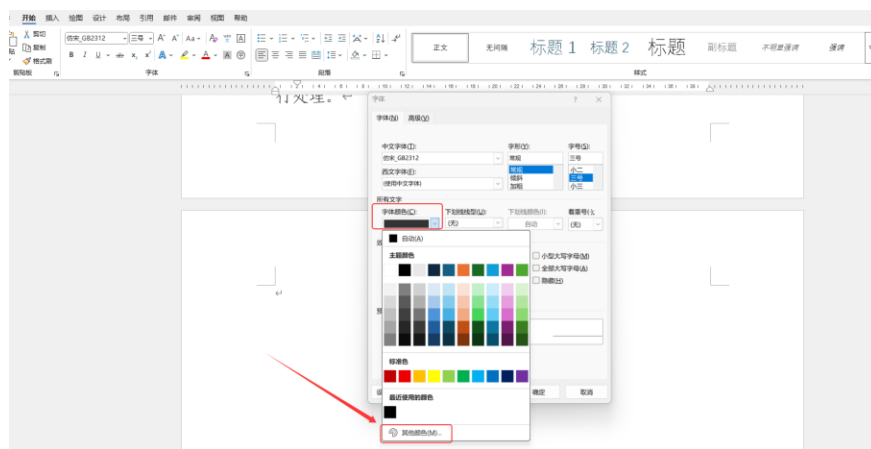 开始 插入 绘图 设计 布局 引用 邮件 审阅 视图 帮助
剪切
复制
格式刷
仿宋_GB2312 三号
正文 无间隔 标题 1 标题 2 标题 副标题 不明显强调 强调
剪贴板 字体 段落 样式
行处理。
字体
字体(N) 高级(V)
中文字体(T): 字形(Y): 字号(S):
仿宋_GB2312 常规 三号
西文字体(F):
(使用中文字体)
常规 小二
倾斜 三号
加粗 小三
所有文字
字体颜色(C): 下划线线型(U): 下划线颜色(I): 着重号(·):
(无) 自动 (无)
自动(A)
主题颜色
小型大写字母(M)
全部大写字母(A)
隐藏(H)
标准色
最近使用的颜色
确定 取消
其他颜色(M)...